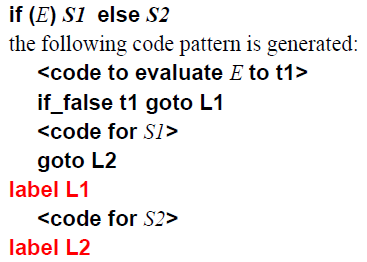 if (E) S1 else S2
the following code pattern is generated:
<code to evaluate E to t1>
if_false t1 goto L1
<code for S1>
goto L2
label L1
<code for S2>
label L2